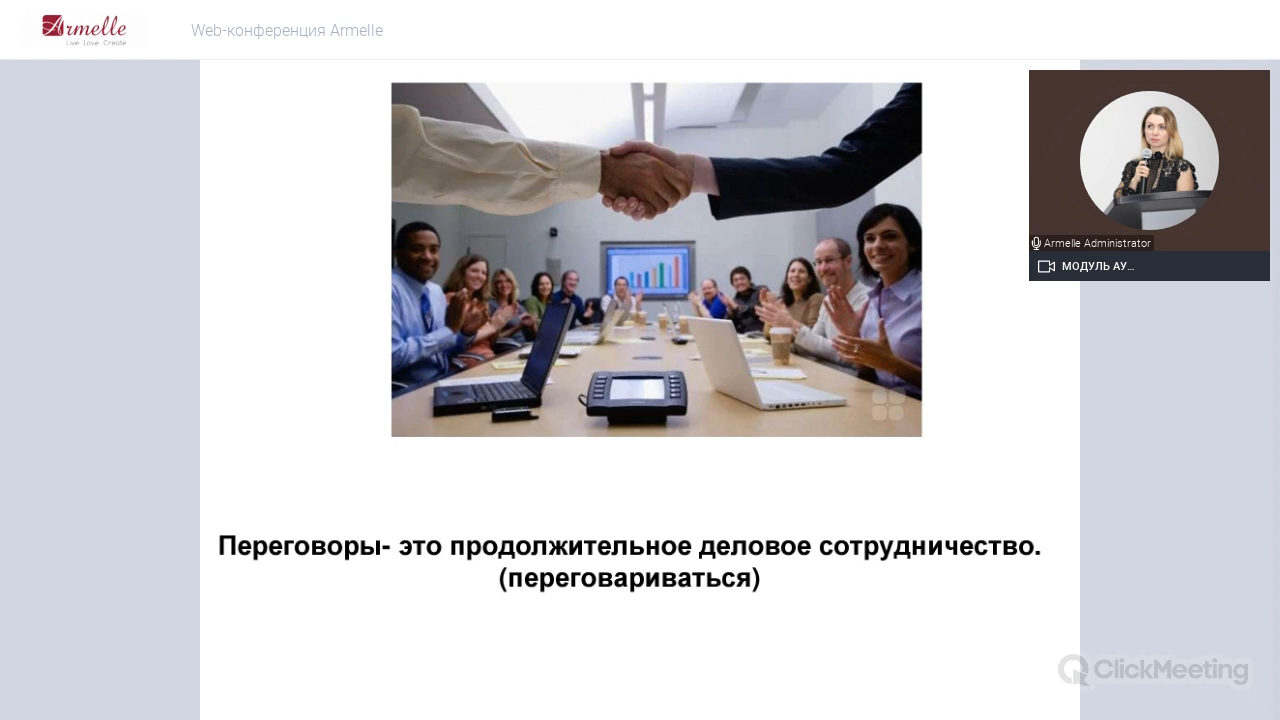 Armelle
Live Love Create
Web-конференция Armelle
Armelle Administrator
МОДУЛЬ АУ...
Переговоры- это продолжительное деловое сотрудничество.
(переговариваться)
ClickMeeting